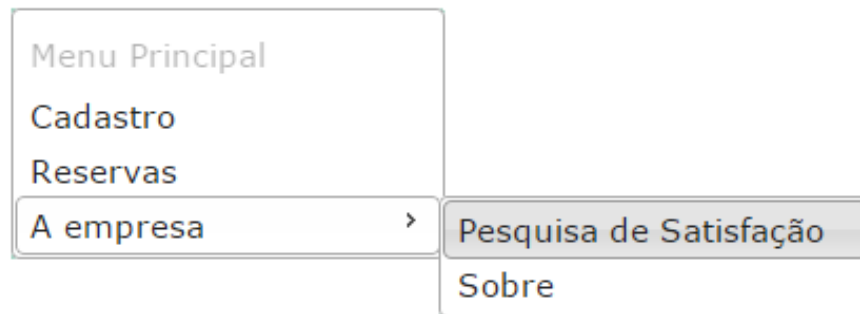 Menu Principal
Cadastro
Reservas
A empresa ›
Pesquisa de Satisfação
Sobre